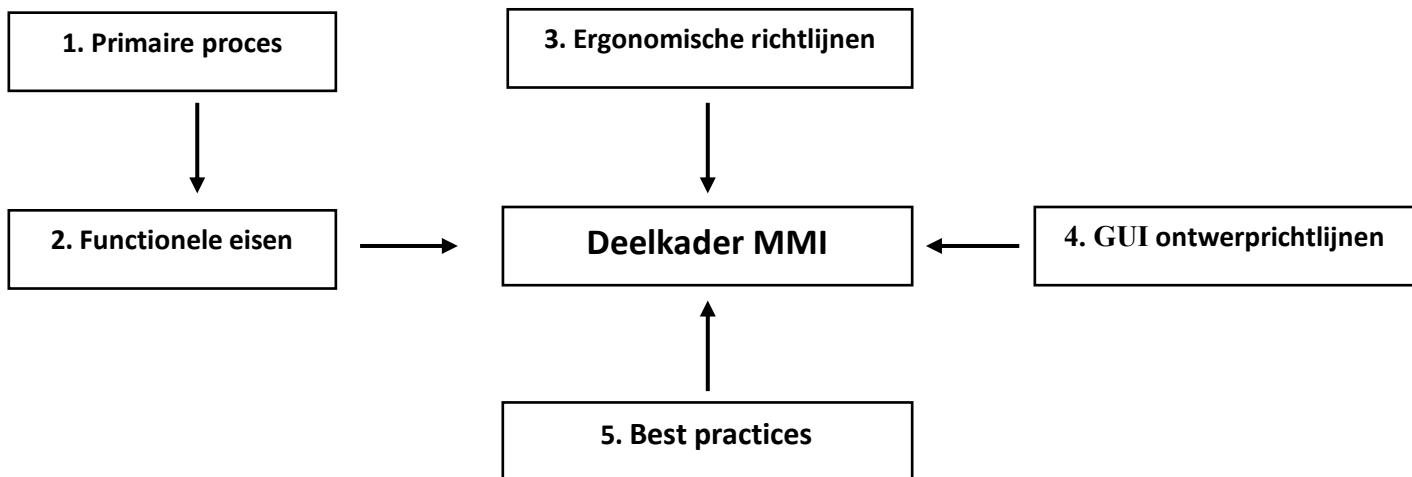 1. Primaire proces
3. Ergonomische richtlijnen
2. Functionele eisen
Deelkader MMI
4. GUI ontwerprichtlijnen
5. Best practices